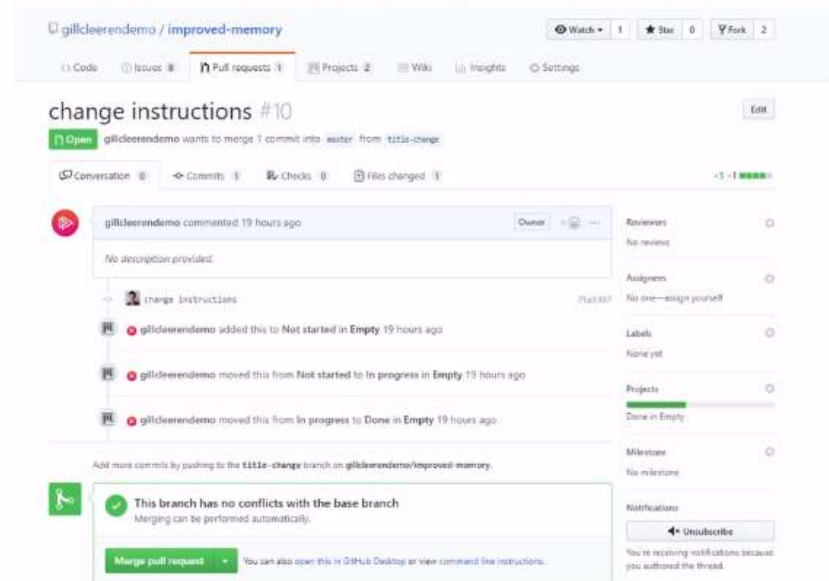 gillcleerendemo / improved-memory
Watch 1 Star 0 Fork 2
Code Issues 8 Pull requests 1 Projects 2 Wiki Insights Settings
change instructions #10
Edit
Open gillcleerendemo wants to merge 1 commit into master from title-change
Conversation 0 Commits 1 Checks 0 Files changed 1
+3 -1
gillcleerendemo commented 19 hours ago
Owner
No description provided.
change instructions
gillcleerendemo added this to Not started in Empty 19 hours ago
gillcleerendemo moved this from Not started to In progress in Empty 19 hours ago
gillcleerendemo moved this from In progress to Done in Empty 19 hours ago
Add more commits by pushing to the title-change branch on gillcleerendemo/improved-memory.
This branch has no conflicts with the base branch
Merging can be performed automatically.
Merge pull request
You can also open this in GitHub Desktop or view command line instructions.
Reviewers
No reviews
Assignees
No one—assign yourself
Labels
None yet
Projects
Done in Empty
Milestone
No milestone
Notifications
Unsubscribe
You're receiving notifications because
you authored the thread.